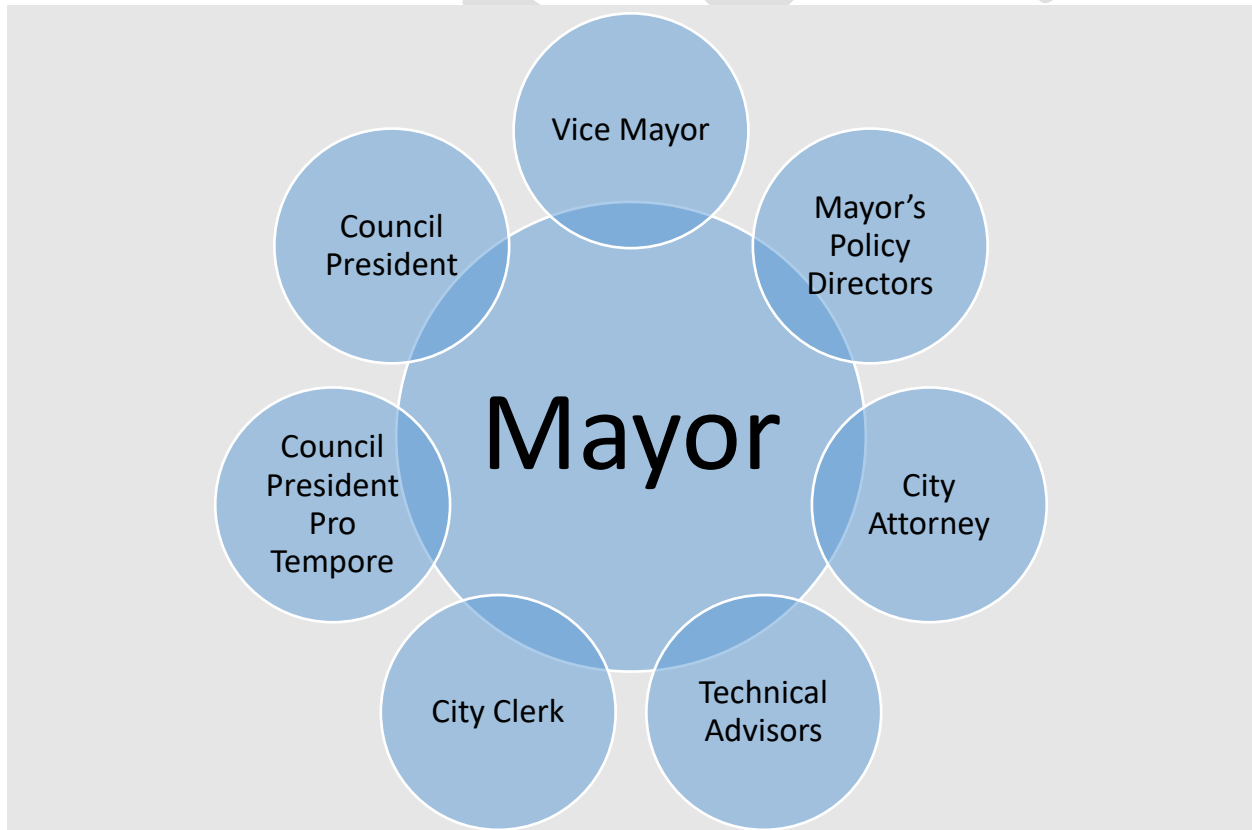 Vice Mayor
Mayor’s
Policy
Directors
City
Attorney
Technical
Advisors
City Clerk
Council
President
Pro
Tempore
Council
President
Mayor